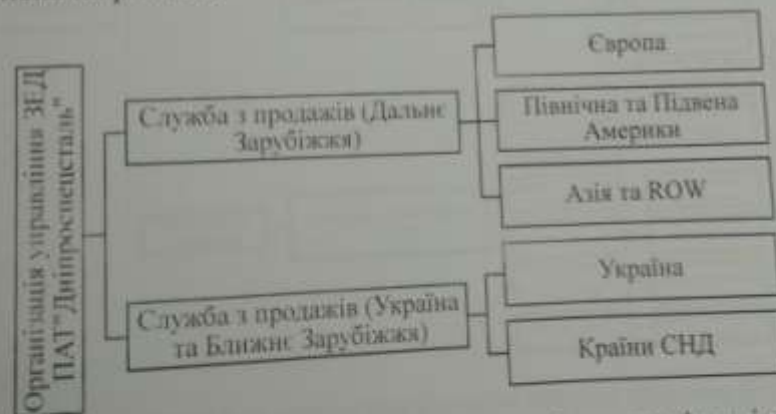 Організація управління ЗЕД
ПАТ"Дніпроспецсталь"
Служба з продажів (Дальнє
Зарубіжжя)
Європа
Північна та Підвена
Америки
Азія та ROW
Служба з продажів (Україна
та Ближнє Зарубіжжя)
Україна
Країни СНД